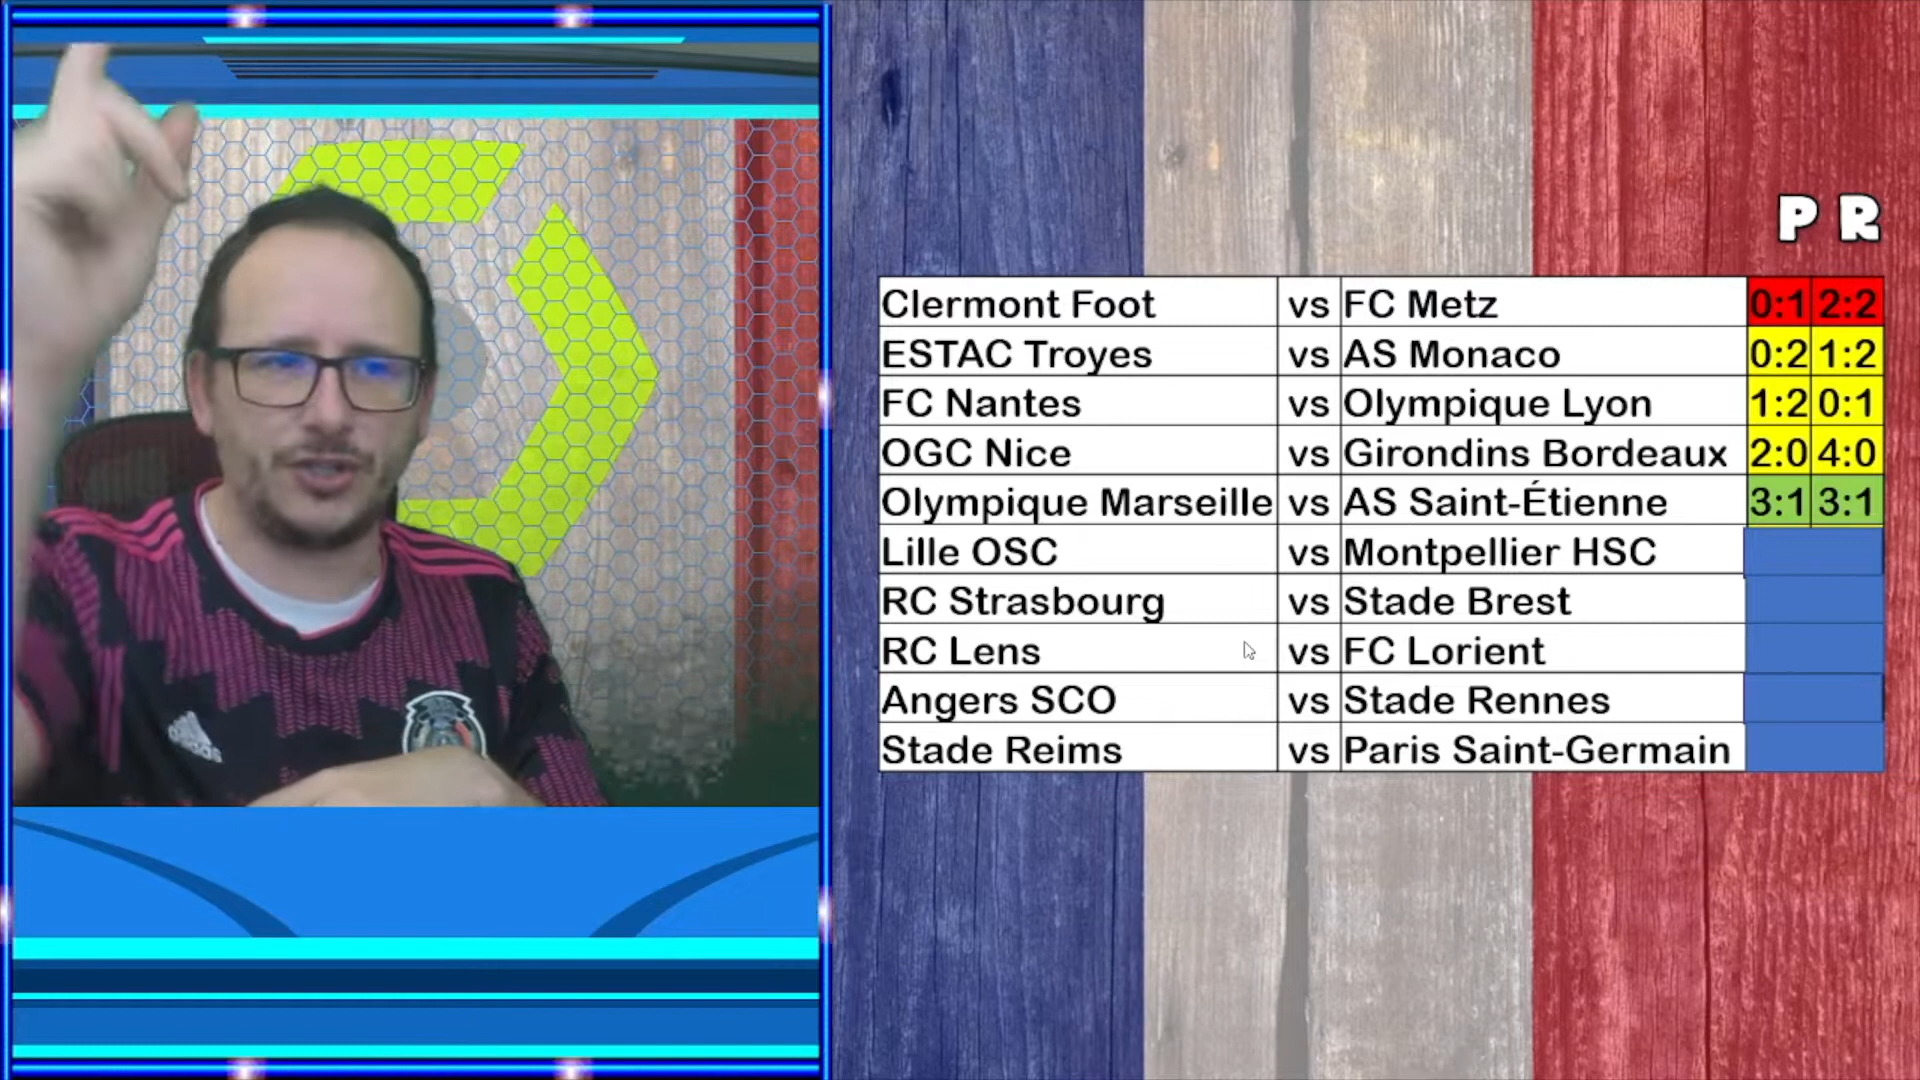 P R
Clermont Foot vs FC Metz 0:1 2:2
ESTAC Troyes vs AS Monaco 0:2 1:2
FC Nantes vs Olympique Lyon 1:2 0:1
OGC Nice vs Girondins Bordeaux 2:0 4:0
Olympique Marseille vs AS Saint-Étienne 3:1 3:1
Lille OSC vs Montpellier HSC
RC Strasbourg vs Stade Brest
RC Lens vs FC Lorient
Angers SCO vs Stade Rennes
Stade Reims vs Paris Saint-Germain
adidas